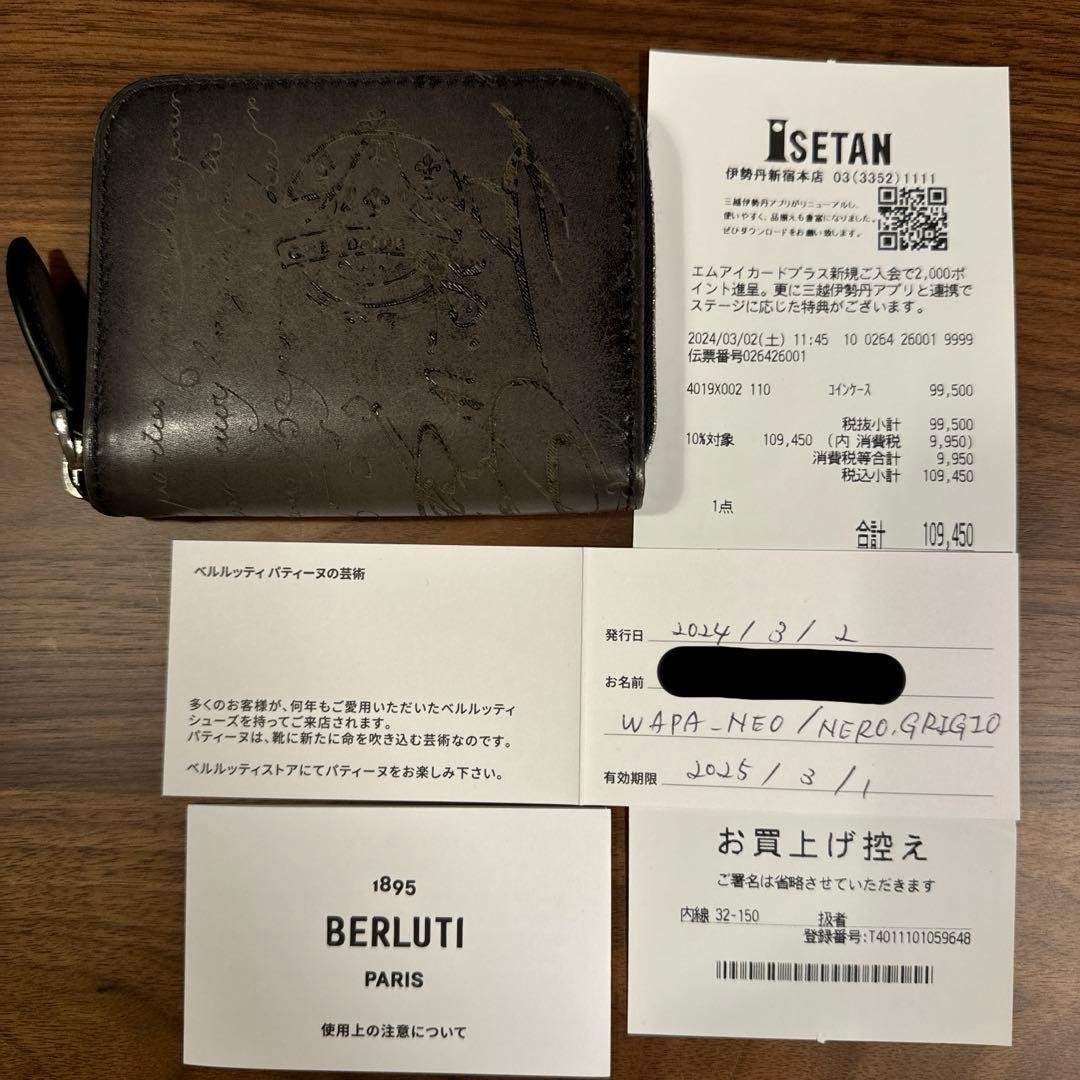 ISETAN
伊勢丹新宿本店 03(3352)1111
三越伊勢丹アプリがリニューアルし、
使いやすく、品揃えも豊富になりました。
ぜひダウンロードをお願い致します。
エムアイカードプラス新規ご入会で2,000ポ
イント進呈。更に三越伊勢丹アプリと連携で
ステージに応じた特典がございます。
2024/03/02(土) 11:45 10 0264 26001 9999
伝票番号026426001
4019X002 110 コインケース 99,500
税抜小計 99,500
10%対象 109,450 (内 消費税 9,950)
消費税等合計 9,950
税込小計 109,450
1点
合計 109,450
ベルルッティ パティーヌの芸術
多くのお客様が、何年もご愛用いただいたベルルッティ
シューズを持ってご来店されます。
パティーヌは、靴に新たに命を吹き込む芸術なのです。
ベルルッティストアにてパティーヌをお楽しみ下さい。
発行日 2024/3/2
お名前
WAPA_NEO/NERO.GRIGIO
有効期限 2025/3/1
1895
BERLUTI
PARIS
使用上の注意について
お買上げ控え
ご署名は省略させていただきます
内線 32-150 扱者
登録番号:T4011101059648